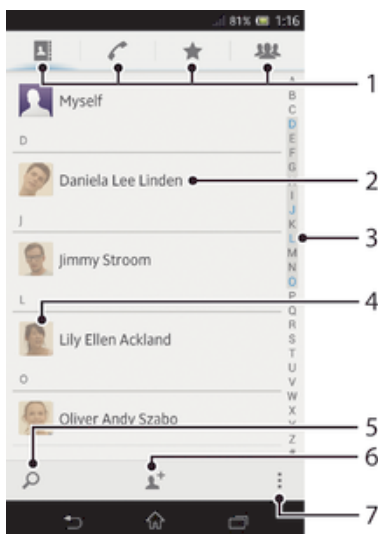 81% 1:16
1
Myself
A
B
C
D
D
E
F
G
Daniela Lee Linden
2
I
J
J
K
3
L
M
Jimmy Stroom
N
O
L
P
4
Q
R
Lily Ellen Ackland
S
T
U
O
V
W
X
Oliver Andy Szabo
5
Z
#
6
7